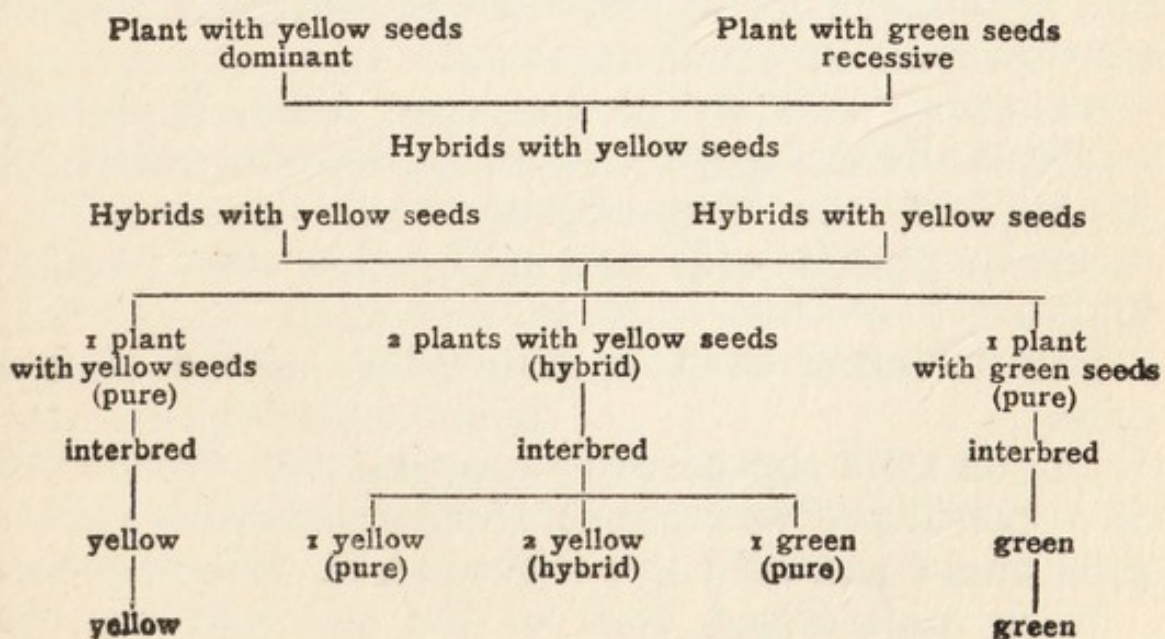 Plant with yellow seeds
dominant
Plant with green seeds
recessive
Hybrids with yellow seeds
Hybrids with yellow seeds
Hybrids with yellow seeds
1 plant
with yellow seeds
(pure)
2 plants with yellow seeds
(hybrid)
1 plant
with green seeds
(pure)
interbred
interbred
interbred
yellow
1 yellow
(pure)
2 yellow
(hybrid)
1 green
(pure)
green
yellow
green